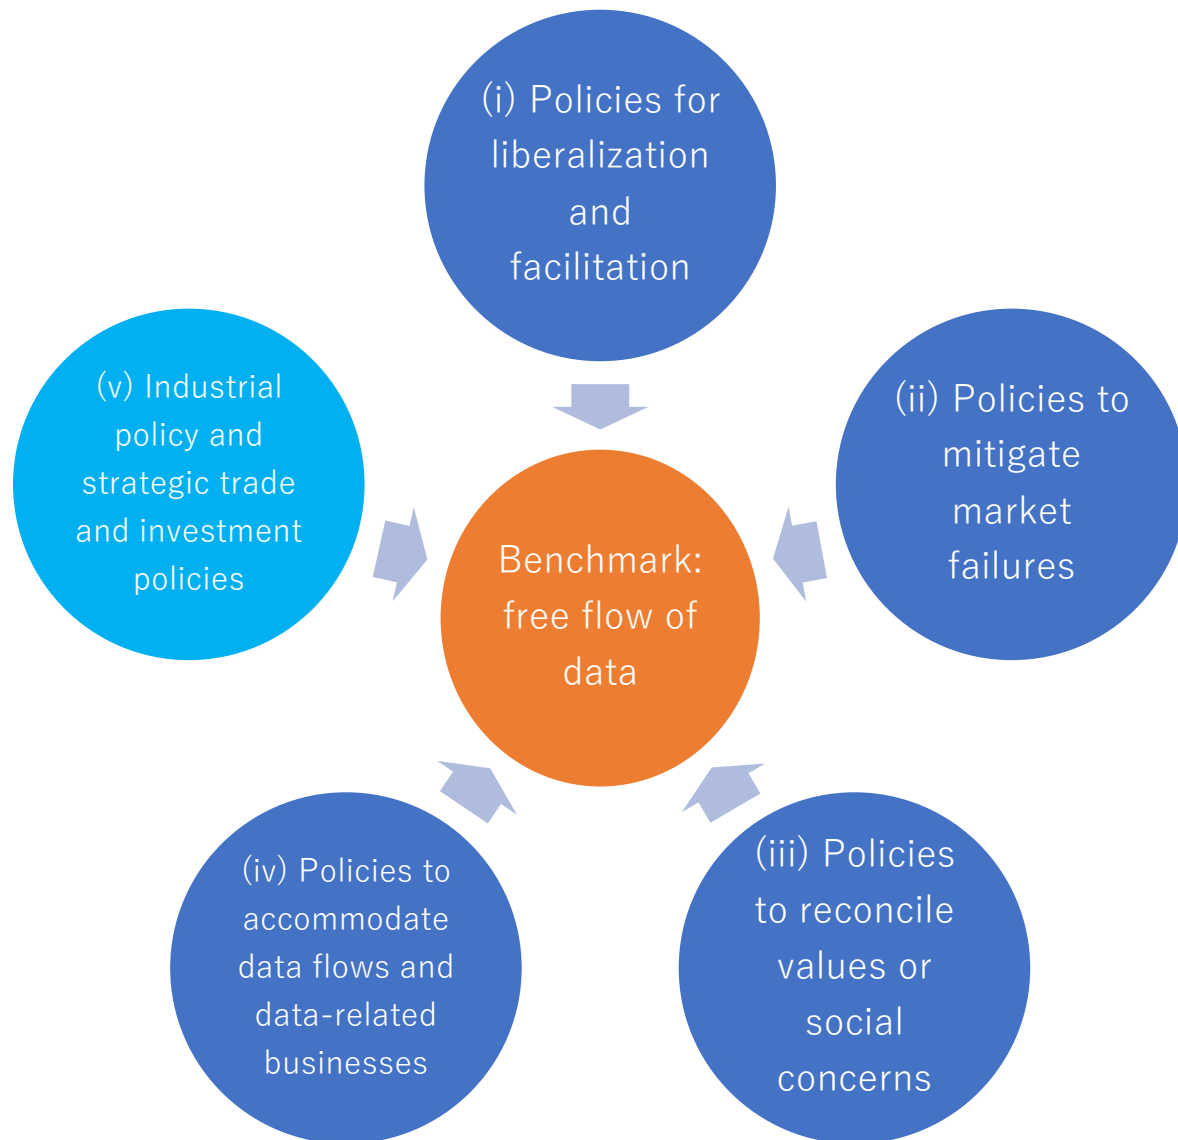 (i) Policies for
liberalization
and
facilitation
(ii) Policies to
mitigate
market
failures
(iii) Policies
to reconcile
values or
social
concerns
(iv) Policies to
accommodate
data flows and
data-related
businesses
(v) Industrial
policy and
strategic trade
and investment
policies
Benchmark:
free flow of
data